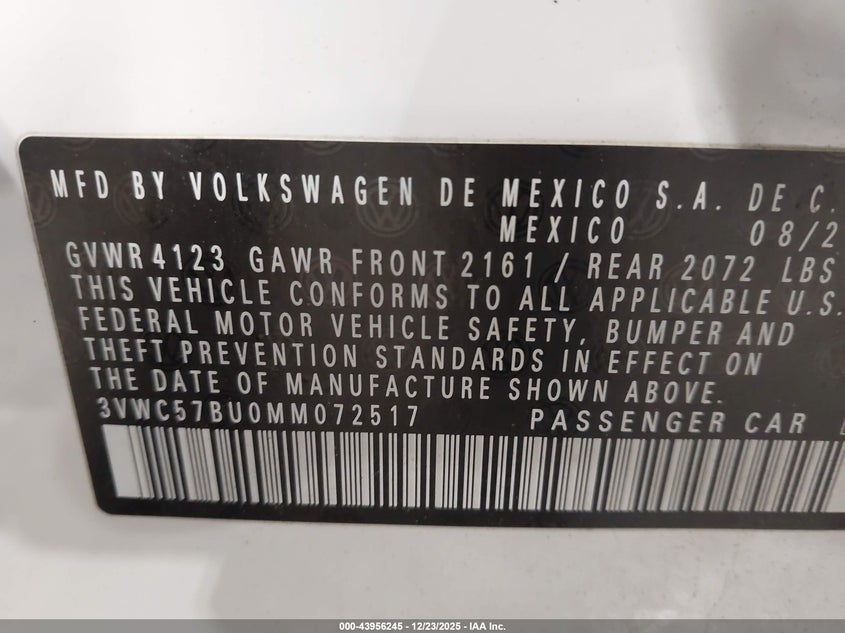 MFD BY VOLKSWAGEN DE MEXICO S.A. DE C.
MEXICO 08/2
GVWR 4123 GAWR FRONT 2161 / REAR 2072 LBS
THIS VEHICLE CONFORMS TO ALL APPLICABLE U.S.
FEDERAL MOTOR VEHICLE SAFETY, BUMPER AND
THEFT PREVENTION STANDARDS IN EFFECT ON
THE DATE OF MANUFACTURE SHOWN ABOVE.
3VWC57BU0MM072517 PASSENGER CAR
000-43956245 - 12/23/2025 - IAA Inc.